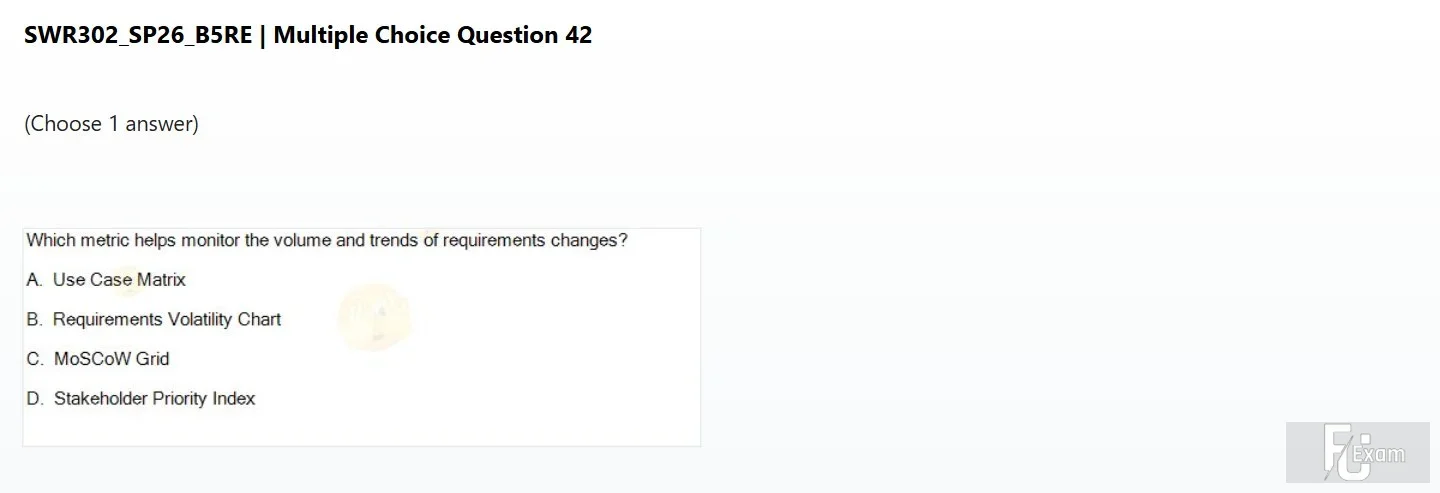 SWR302_SP26_B5RE | Multiple Choice Question 42
(Choose 1 answer)
Which metric helps monitor the volume and trends of requirements changes?
A. Use Case Matrix
B. Requirements Volatility Chart
C. MoSCoW Grid
D. Stakeholder Priority Index
FU Exam